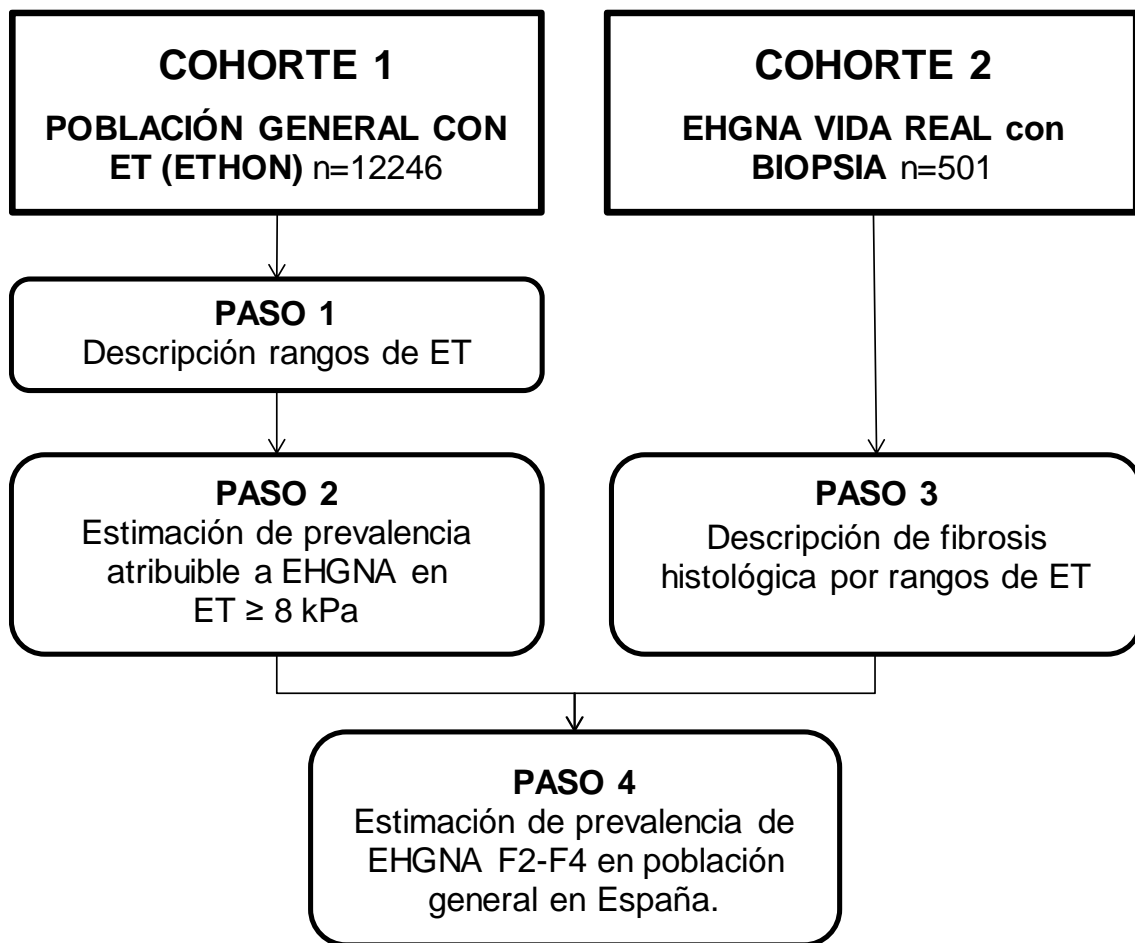 COHORTE 1
POBLACIÓN GENERAL CON
ET (ETHON) n=12246
COHORTE 2
EHGNA VIDA REAL con
BIOPSIA n=501
PASO 1
Descripción rangos de ET
PASO 2
Estimación de prevalencia
atribuible a EHGNA en
ET ≥ 8 kPa
PASO 3
Descripción de fibrosis
histológica por rangos de ET
PASO 4
Estimación de prevalencia de
EHGNA F2-F4 en población
general en España.